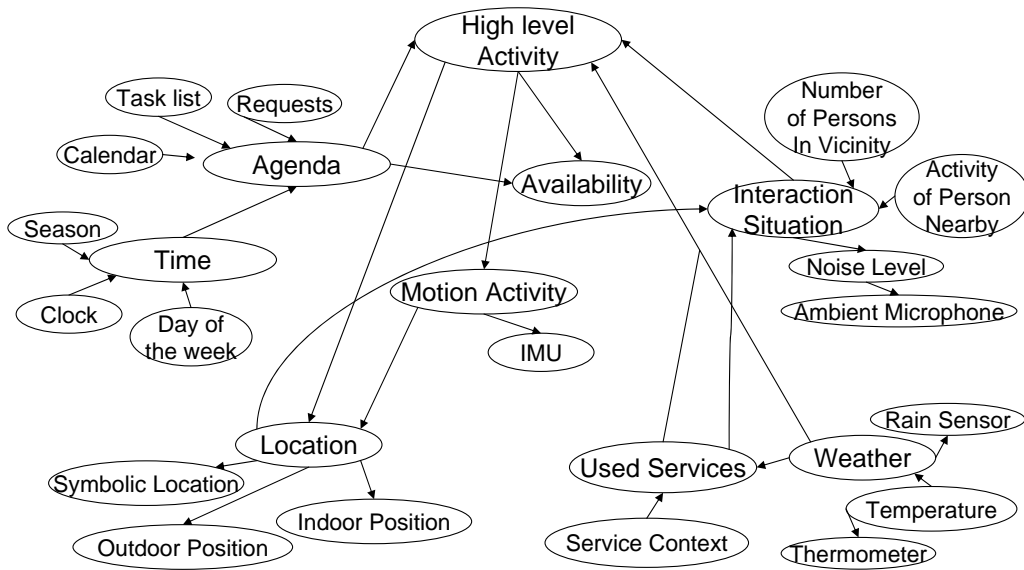 High level
Activity
Task list
Requests
Number
of Persons
In Vicinity
Calendar
Agenda
Availability
Activity
of Person
Nearby
Interaction
Situation
Season
Time
Noise Level
Motion Activity
Clock
Day of
the week
Ambient Microphone
IMU
Rain Sensor
Location
Used Services
Weather
Symbolic Location
Indoor Position
Temperature
Outdoor Position
Service Context
Thermometer